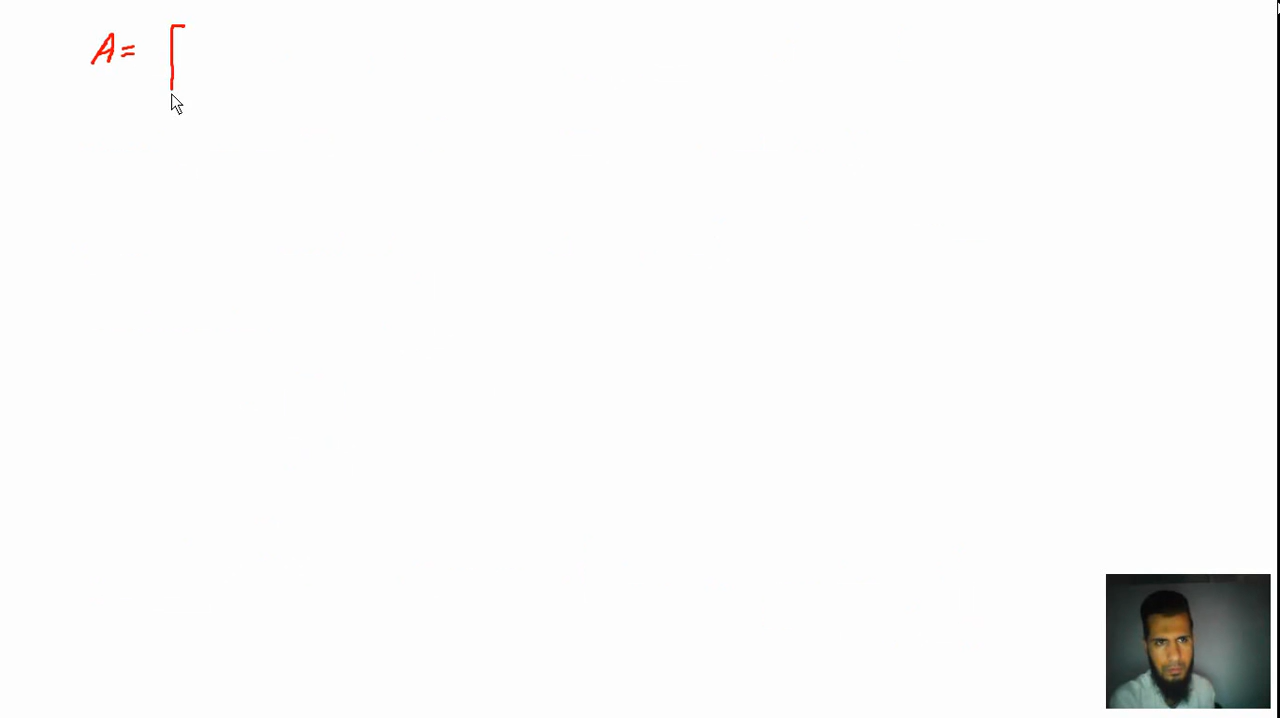 A = [